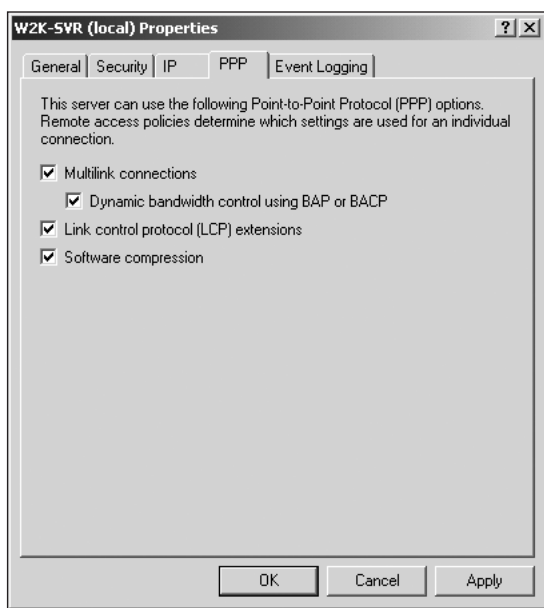 W2K-SVR (local) Properties
General Security IP PPP Event Logging
This server can use the following Point-to-Point Protocol (PPP) options.
Remote access policies determine which settings are used for an individual
connection.
Multilink connections
Dynamic bandwidth control using BAP or BACP
Link control protocol (LCP) extensions
Software compression
OK Cancel Apply